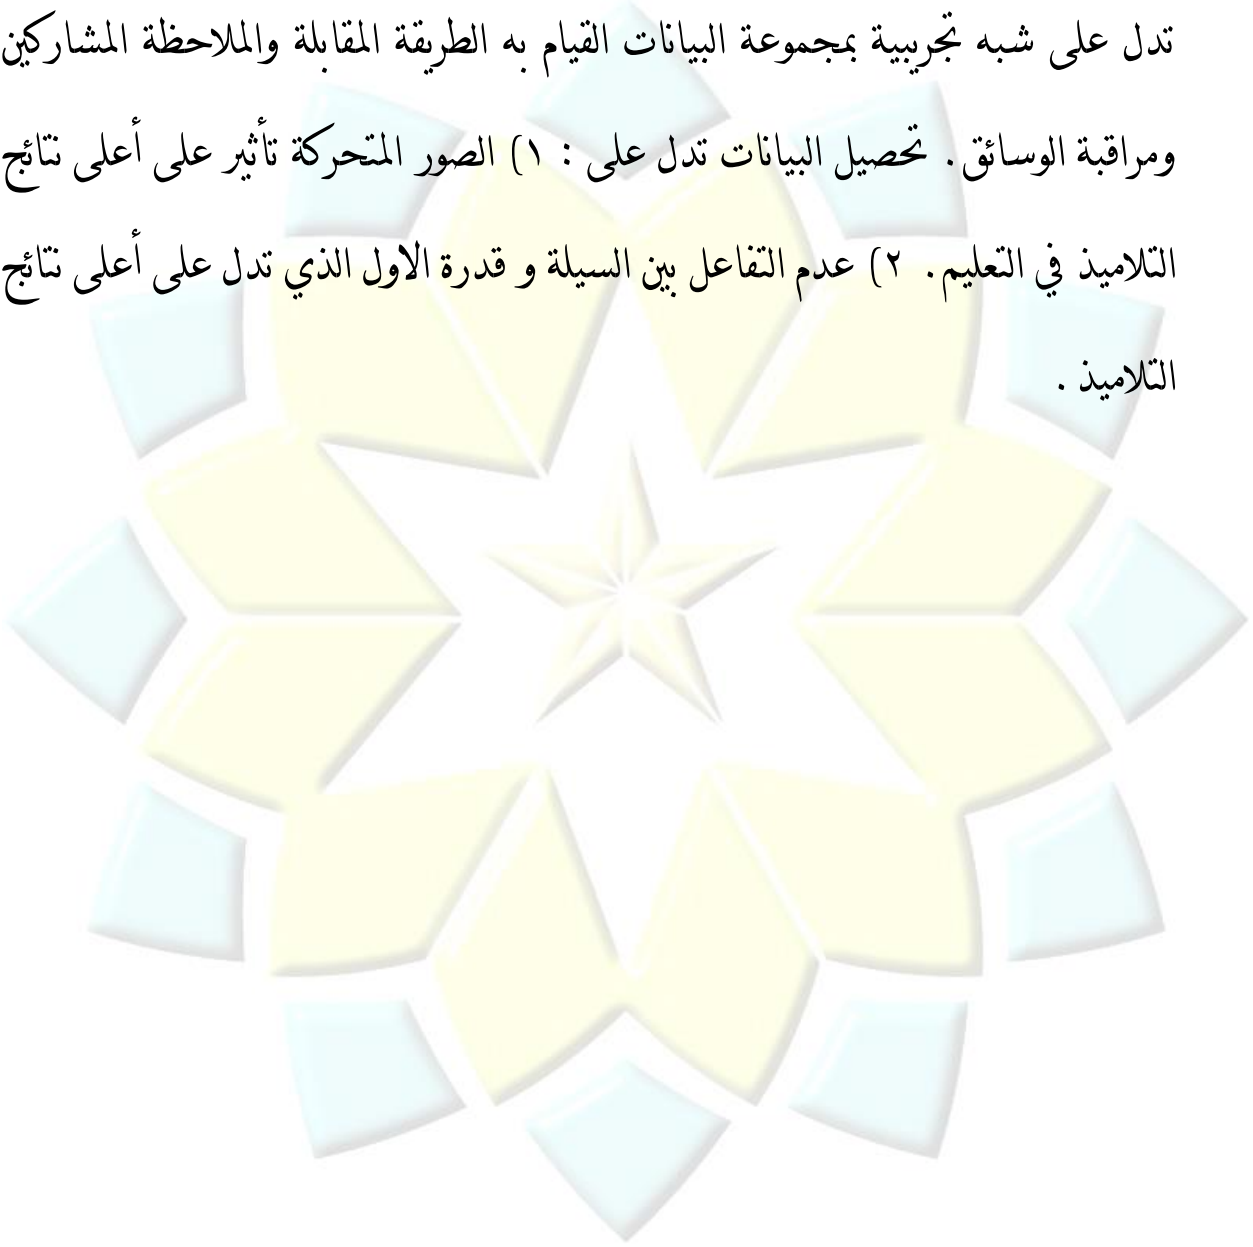 تدل على شبه تجريبية بمجموعة البيانات القيام به الطريقة المقابلة والملاحظة المشاركين
ومراقبة الوسائق. تحصيل البيانات تدل على : ١) الصور المتحركة تأثير على أعلى نتائج
التلاميذ في التعليم. ٢) عدم التفاعل بين السيلة و قدرة الاول الذي تدل على أعلى نتائج
التلاميذ .